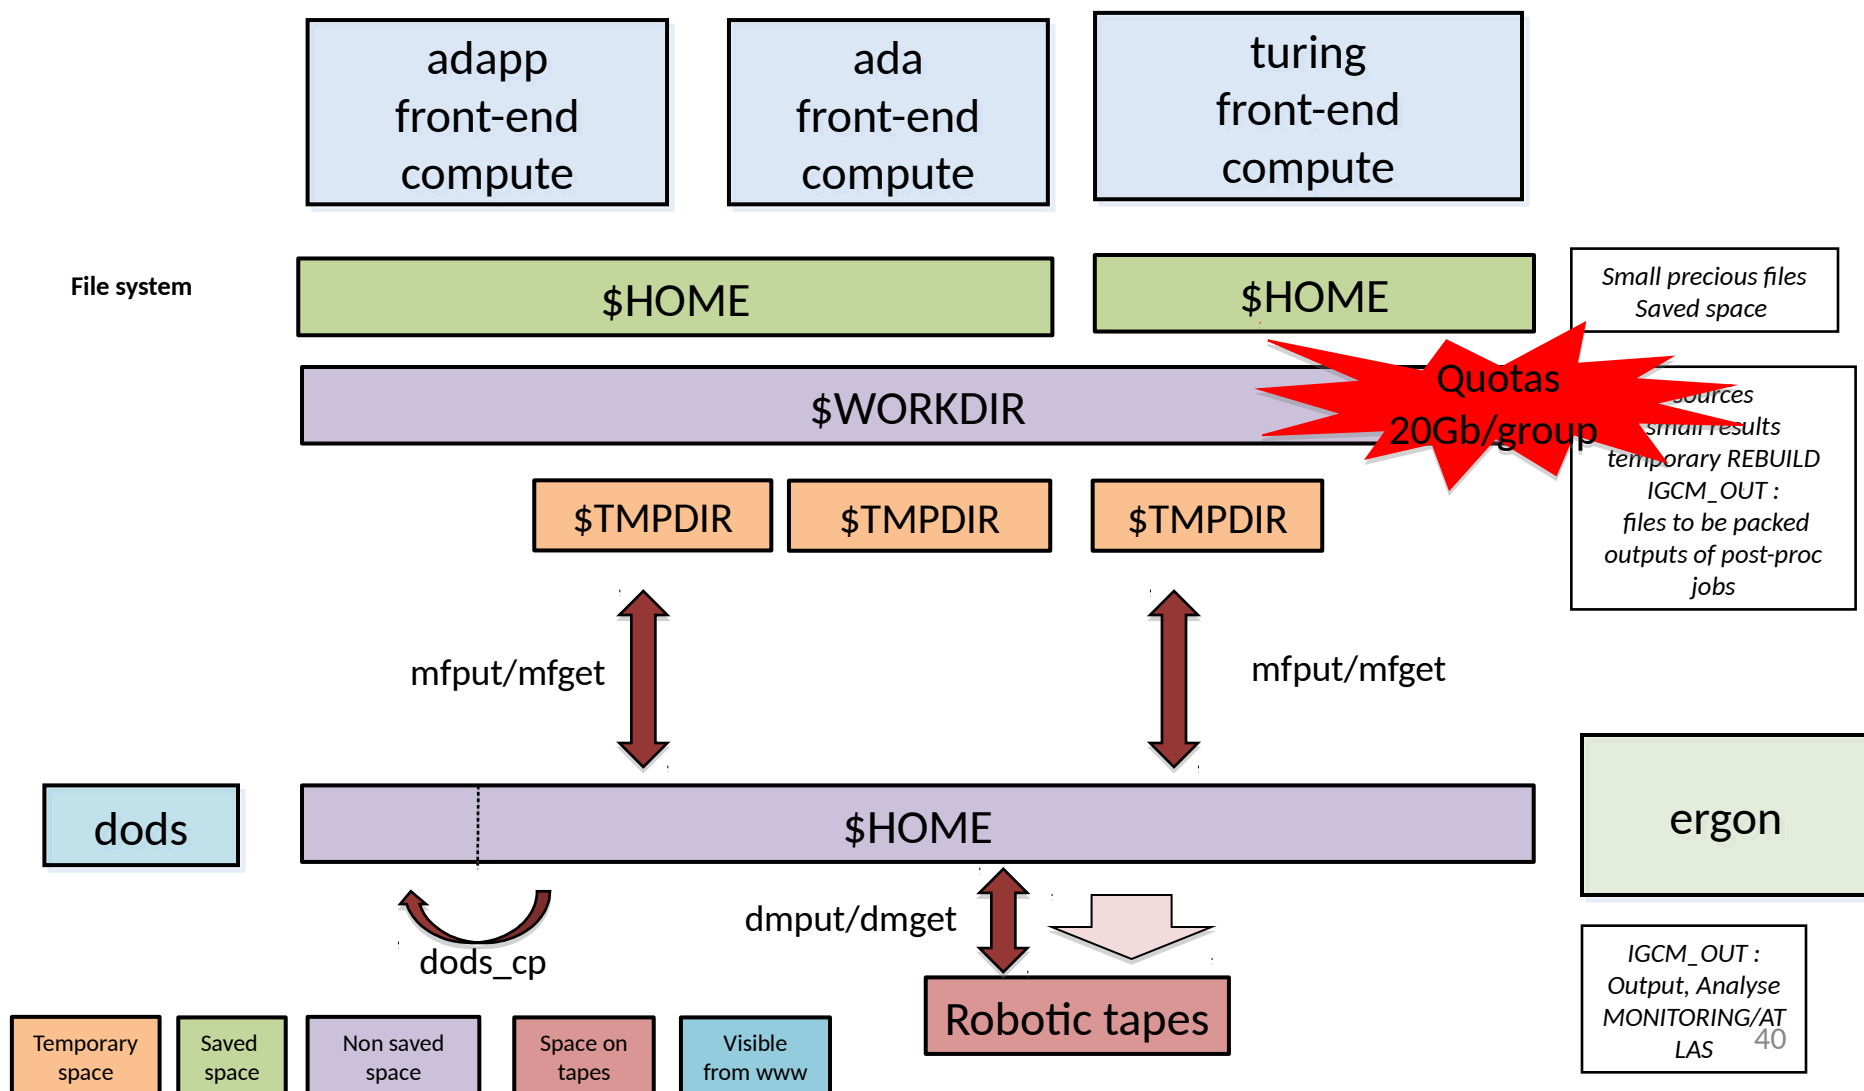 adapp
front-end
compute
ada
front-end
compute
turing
front-end
compute
File system
$HOME
$HOME
Small precious files
Saved space
$WORKDIR
Quotas
20Gb/group
sources
small results
temporary REBUILD
IGCM_OUT :
files to be packed
outputs of post-proc
jobs
$TMPDIR
$TMPDIR
$TMPDIR
mfput/mfget
mfput/mfget
dods
$HOME
ergon
dmput/dmget
dods_cp
Robotic tapes
IGCM_OUT :
Output, Analyse
MONITORING/AT
LAS
40
Temporary
space
Saved
space
Non saved
space
Space on
tapes
Visible
from www